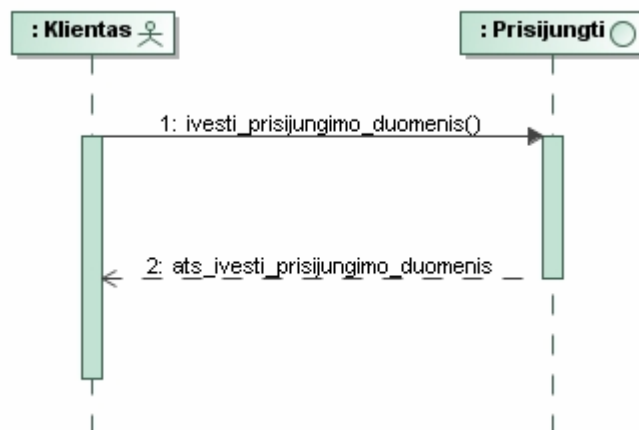 : Klientas
: Prisijungti
1: ivesti_prisijungimo_duomenis()
2: ats_ivesti_prisijungimo_duomenis